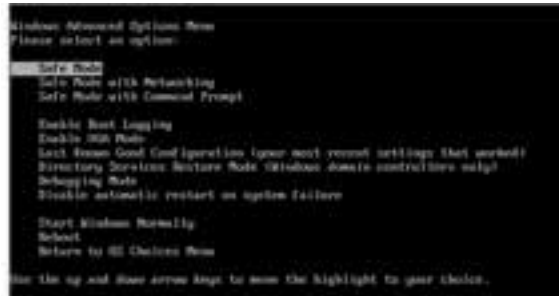 Windows Advanced Options Menu
Please select an option:
Safe Mode
Safe Mode with Networking
Safe Mode with Command Prompt
Enable Boot Logging
Enable VGA Mode
Last Known Good Configuration (your most recent settings that worked)
Directory Services Restore Mode (Windows domain controllers only)
Debugging Mode
Disable automatic restart on system failure
Start Windows Normally
Reboot
Return to OS Choices Menu
Use the up and down arrow keys to move the highlight to your choice.